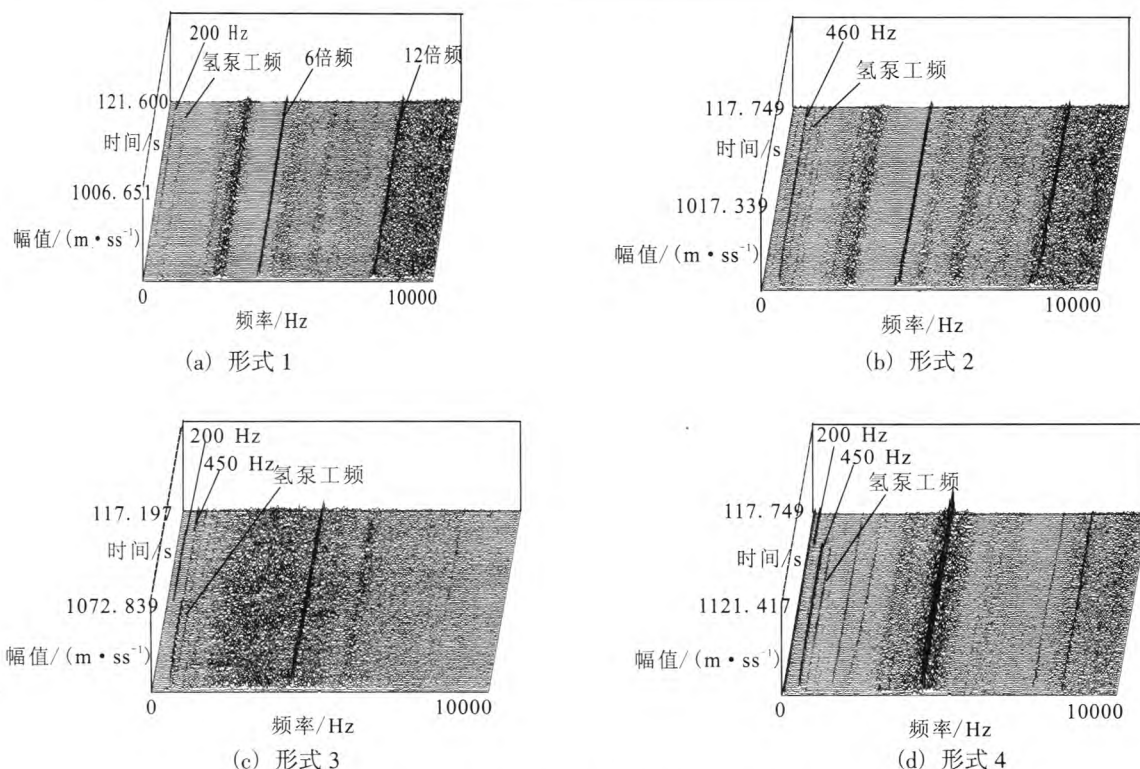 200 Hz
氢泵工频
6倍频
12倍频
121. 600
时间/s
1006. 651
幅值/(m·ss⁻¹)
0
10000
频率/Hz
(a) 形式 1
460 Hz
氢泵工频
117. 749
时间/s
1017. 339
幅值/(m·ss⁻¹)
0
10000
频率/Hz
(b) 形式 2
200 Hz
450 Hz
氢泵工频
117. 197
时间/s
1072. 839
幅值/(m·ss⁻¹)
0
10000
频率/Hz
(c) 形式 3
200 Hz
450 Hz
氢泵工频
117. 749
时间/s
1121. 417
幅值/(m·ss⁻¹)
0
10000
频率/Hz
(d) 形式 4